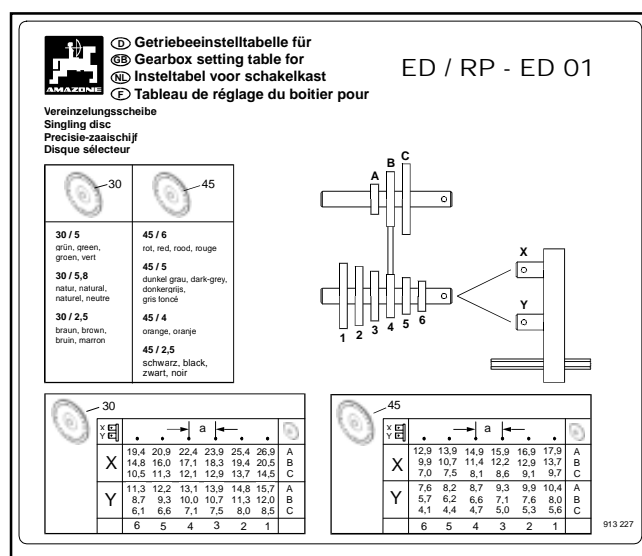 AMAZONE
D Getriebeeinstelltabelle für
GB Gearbox setting table for
NL Insteltabel voor schakelkast
F Tableau de réglage du boitier pour
ED / RP - ED 01
Vereinzelungsscheibe
Singling disc
Precisie-zaaischijf
Disque sélecteur
30
45
30 / 5
grün, green,
groen, vert
30 / 5,8
natur, natural,
naturel, neutre
30 / 2,5
braun, brown,
bruin, marron
45 / 6
rot, red, rood, rouge
45 / 5
dunkel grau, dark-grey,
donkergrijs,
gris foncé
45 / 4
orange, oranje
45 / 2,5
schwarz, black,
zwart, noir
A B C
1 2 3 4 5 6
X
Y
30
X Y a
X 19,4 20,9 22,4 23,9 25,4 26,9 A
14,8 16,0 17,1 18,3 19,4 20,5 B
10,5 11,3 12,1 12,9 13,7 14,5 C
Y 11,3 12,2 13,1 13,9 14,8 15,7 A
8,7 9,3 10,0 10,7 11,3 12,0 B
6,1 6,6 7,1 7,5 8,0 8,5 C
6 5 4 3 2 1
45
X Y a
X 12,9 13,9 14,9 15,9 16,9 17,9 A
9,9 10,7 11,4 12,2 12,9 13,7 B
7,0 7,5 8,1 8,6 9,1 9,7 C
Y 7,6 8,2 8,7 9,3 9,9 10,4 A
5,7 6,2 6,6 7,1 7,6 8,0 B
4,1 4,4 4,7 5,0 5,3 5,6 C
6 5 4 3 2 1
913 227